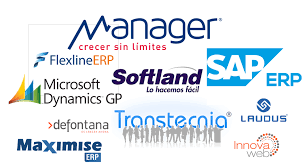 Manager®
crecer sin límites
FlexlineERP
Microsoft
Dynamics GP
Softland
Lo hacemos fácil
SAP
ERP
defontana
Transtecnia®
LAUDUS
Maximise
ERP
Innova
web